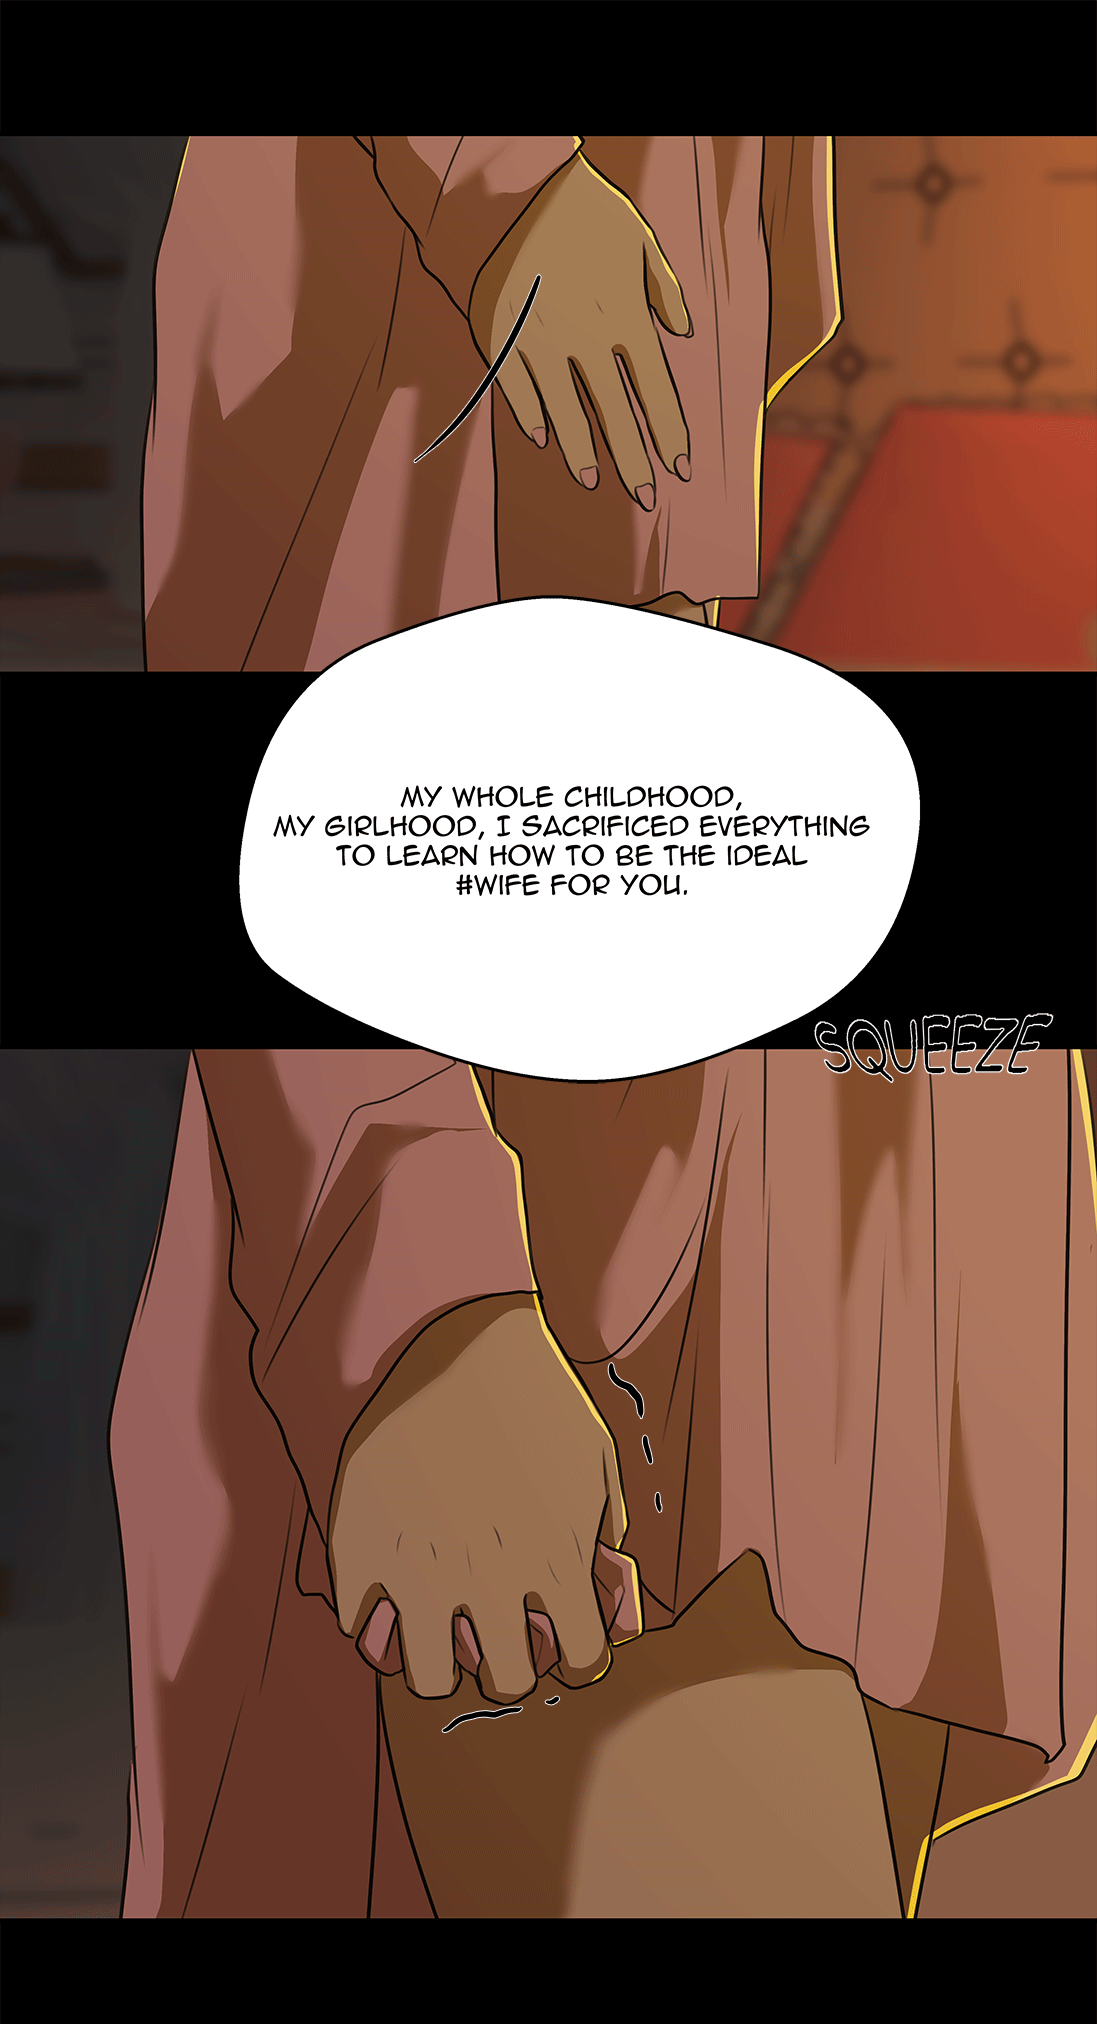 MY WHOLE CHILDHOOD,
MY GIRLHOOD, I SACRIFICED EVERYTHING
TO LEARN HOW TO BE THE IDEAL
#WIFE FOR YOU.
SQUEEZE